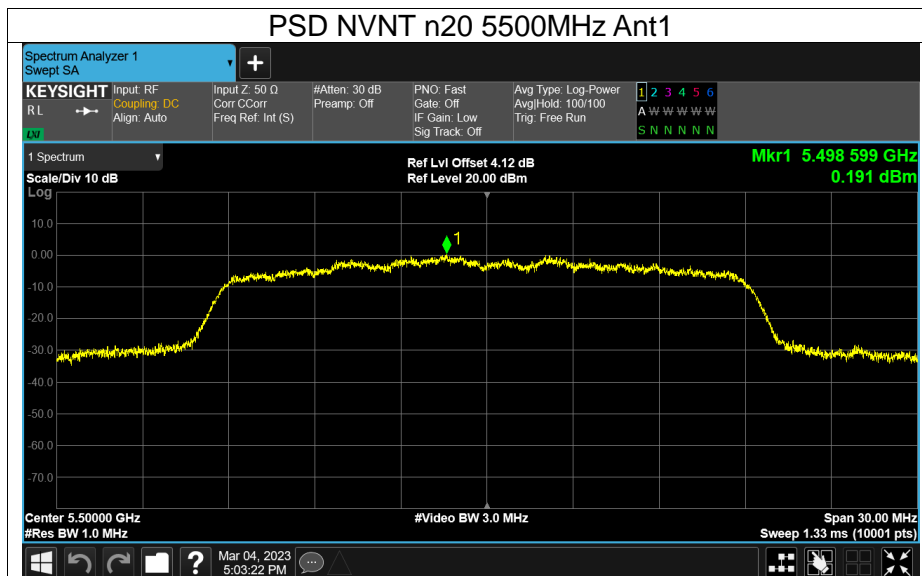 PSD NVNT n20 5500MHz Ant1
Spectrum Analyzer 1
Swept SA
+
KEYSIGHT
RL
LXI
Input: RF
Coupling: DC
Align: Auto
Input Z: 50 Ω
Corr CCorr
Freq Ref: Int (S)
#Atten: 30 dB
Preamp: Off
PNO: Fast
Gate: Off
IF Gain: Low
Sig Track: Off
Avg Type: Log-Power
Avg|Hold: 100/100
Trig: Free Run
1 2 3 4 5 6
A W W W W W
S N N N N N
1 Spectrum
Scale/Div 10 dB
Ref Lvl Offset 4.12 dB
Ref Level 20.00 dBm
Mkr1 5.498 599 GHz
0.191 dBm
Log
10.0
0.00
-10.0
-20.0
-30.0
-40.0
-50.0
-60.0
-70.0
1
Center 5.50000 GHz
#Res BW 1.0 MHz
#Video BW 3.0 MHz
Span 30.00 MHz
Sweep 1.33 ms (10001 pts)
?
Mar 04, 2023
5:03:22 PM